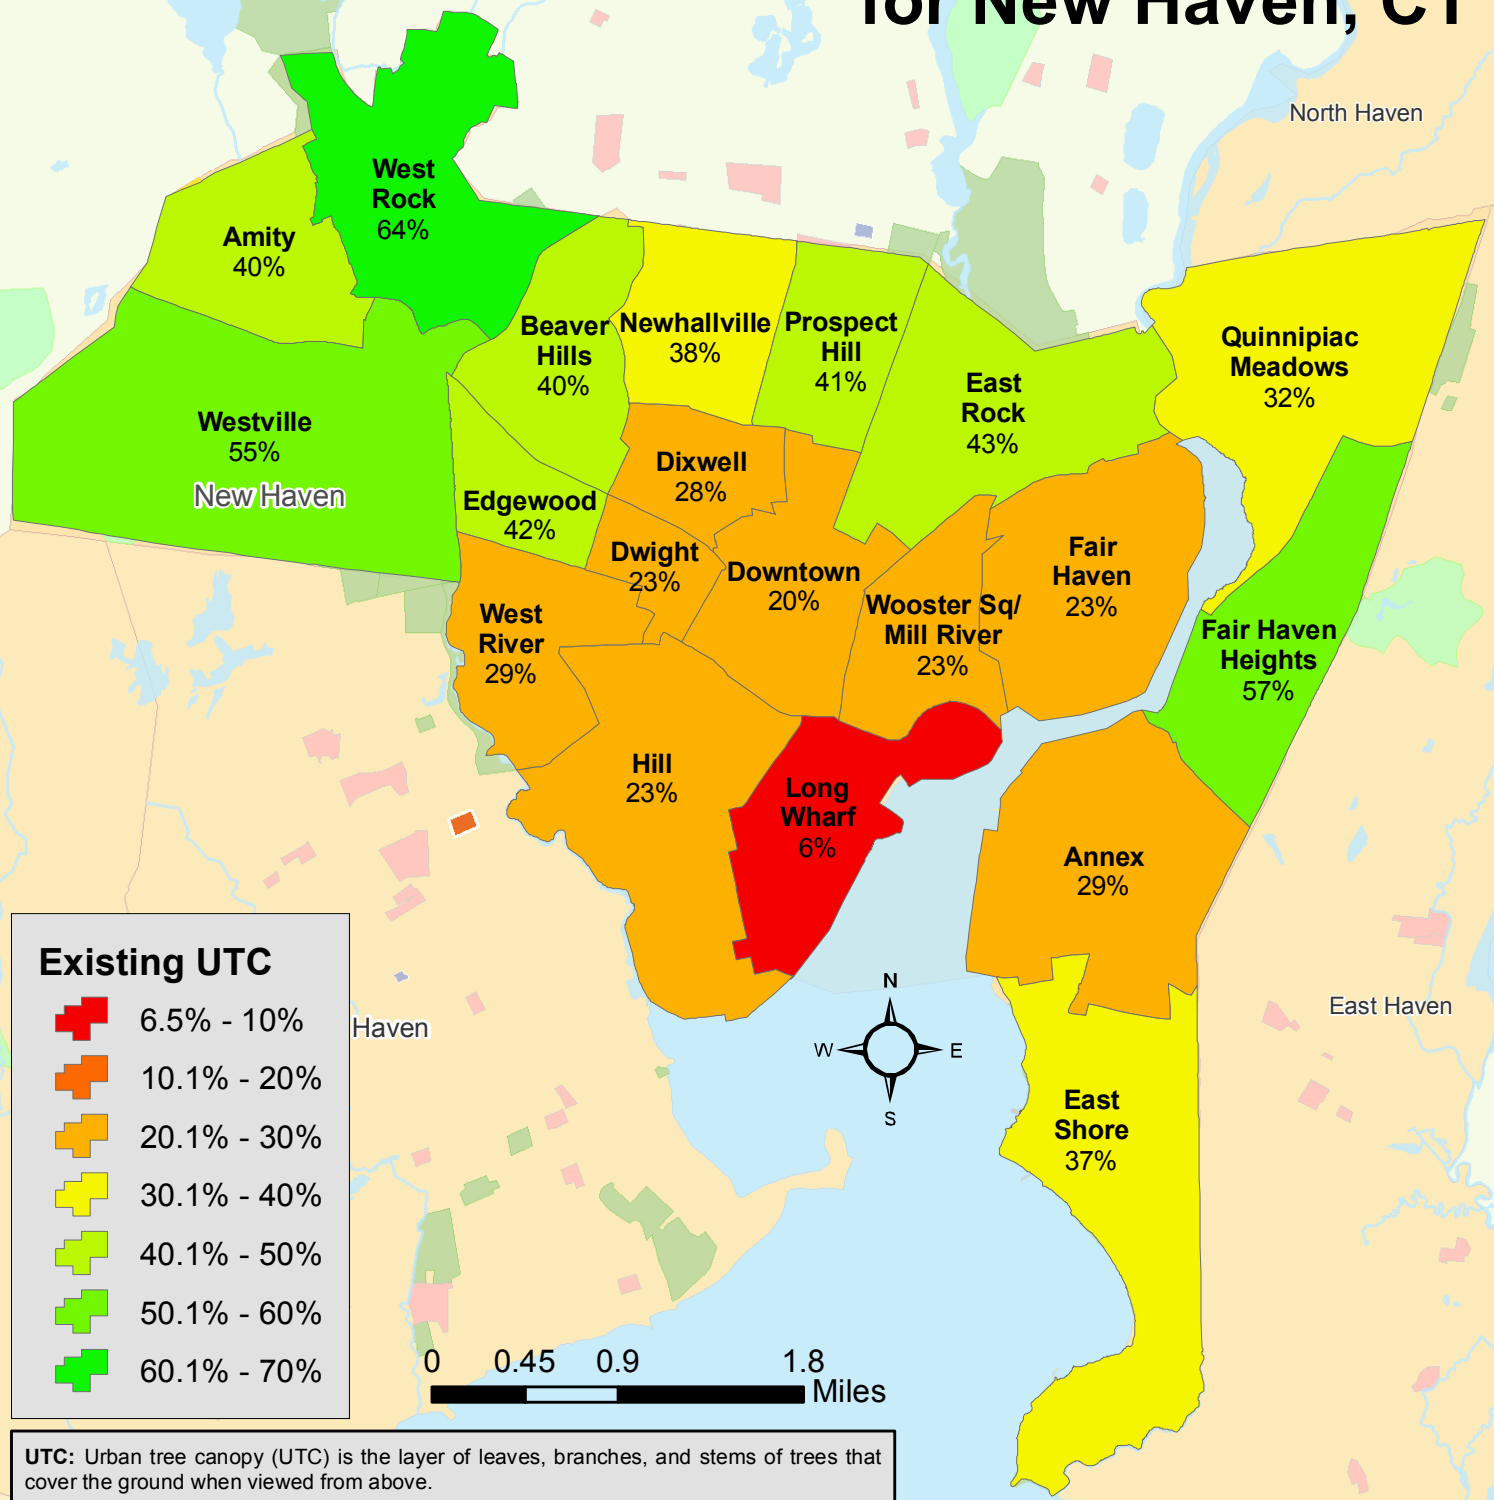 for New Haven, CT
North Haven
West
Rock
64%
Amity
40%
Beaver
Hills
40%
Newhallville
38%
Prospect
Hill
41%
East
Rock
43%
Quinnipiac
Meadows
32%
Westville
55%
New Haven
Edgewood
42%
Dixwell
28%
Dwight
23%
Downtown
20%
Wooster Sq/
Mill River
23%
Fair
Haven
23%
Fair Haven
Heights
57%
West
River
29%
Hill
23%
Long
Wharf
6%
Annex
29%
East Haven
East
Shore
37%
N
W
E
S
Haven
Existing UTC
6.5% - 10%
10.1% - 20%
20.1% - 30%
30.1% - 40%
40.1% - 50%
50.1% - 60%
60.1% - 70%
0 0.45 0.9 1.8
Miles
UTC: Urban tree canopy (UTC) is the layer of leaves, branches, and stems of trees that
cover the ground when viewed from above.